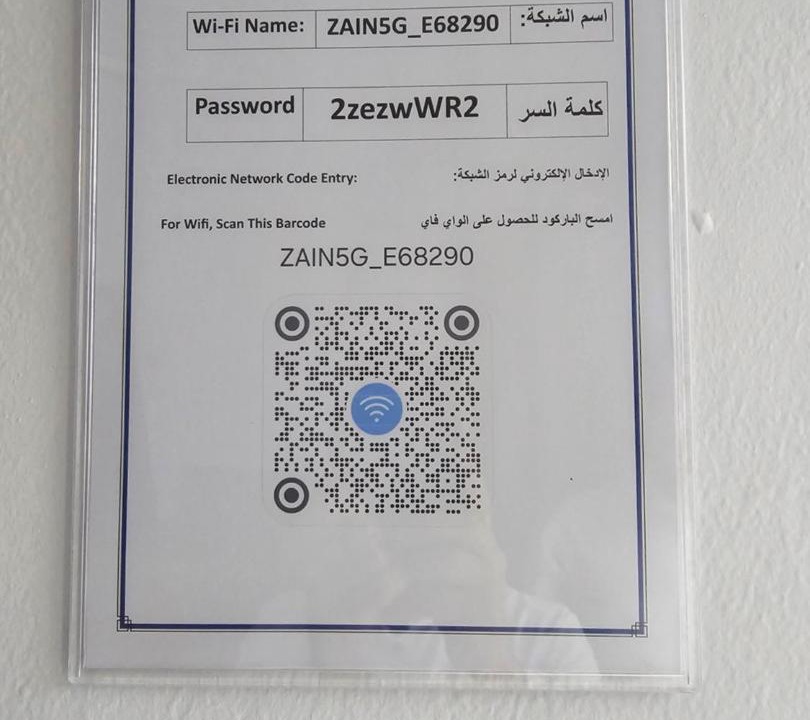 Wi-Fi Name: ZAIN5G_E68290 اسم الشبكة:
Password 2zezwWR2 كلمة السر
Electronic Network Code Entry: الإدخال الإلكتروني لرمز الشبكة:
For Wifi, Scan This Barcode امسح الباركود للحصول على الواي فاي
ZAIN5G_E68290